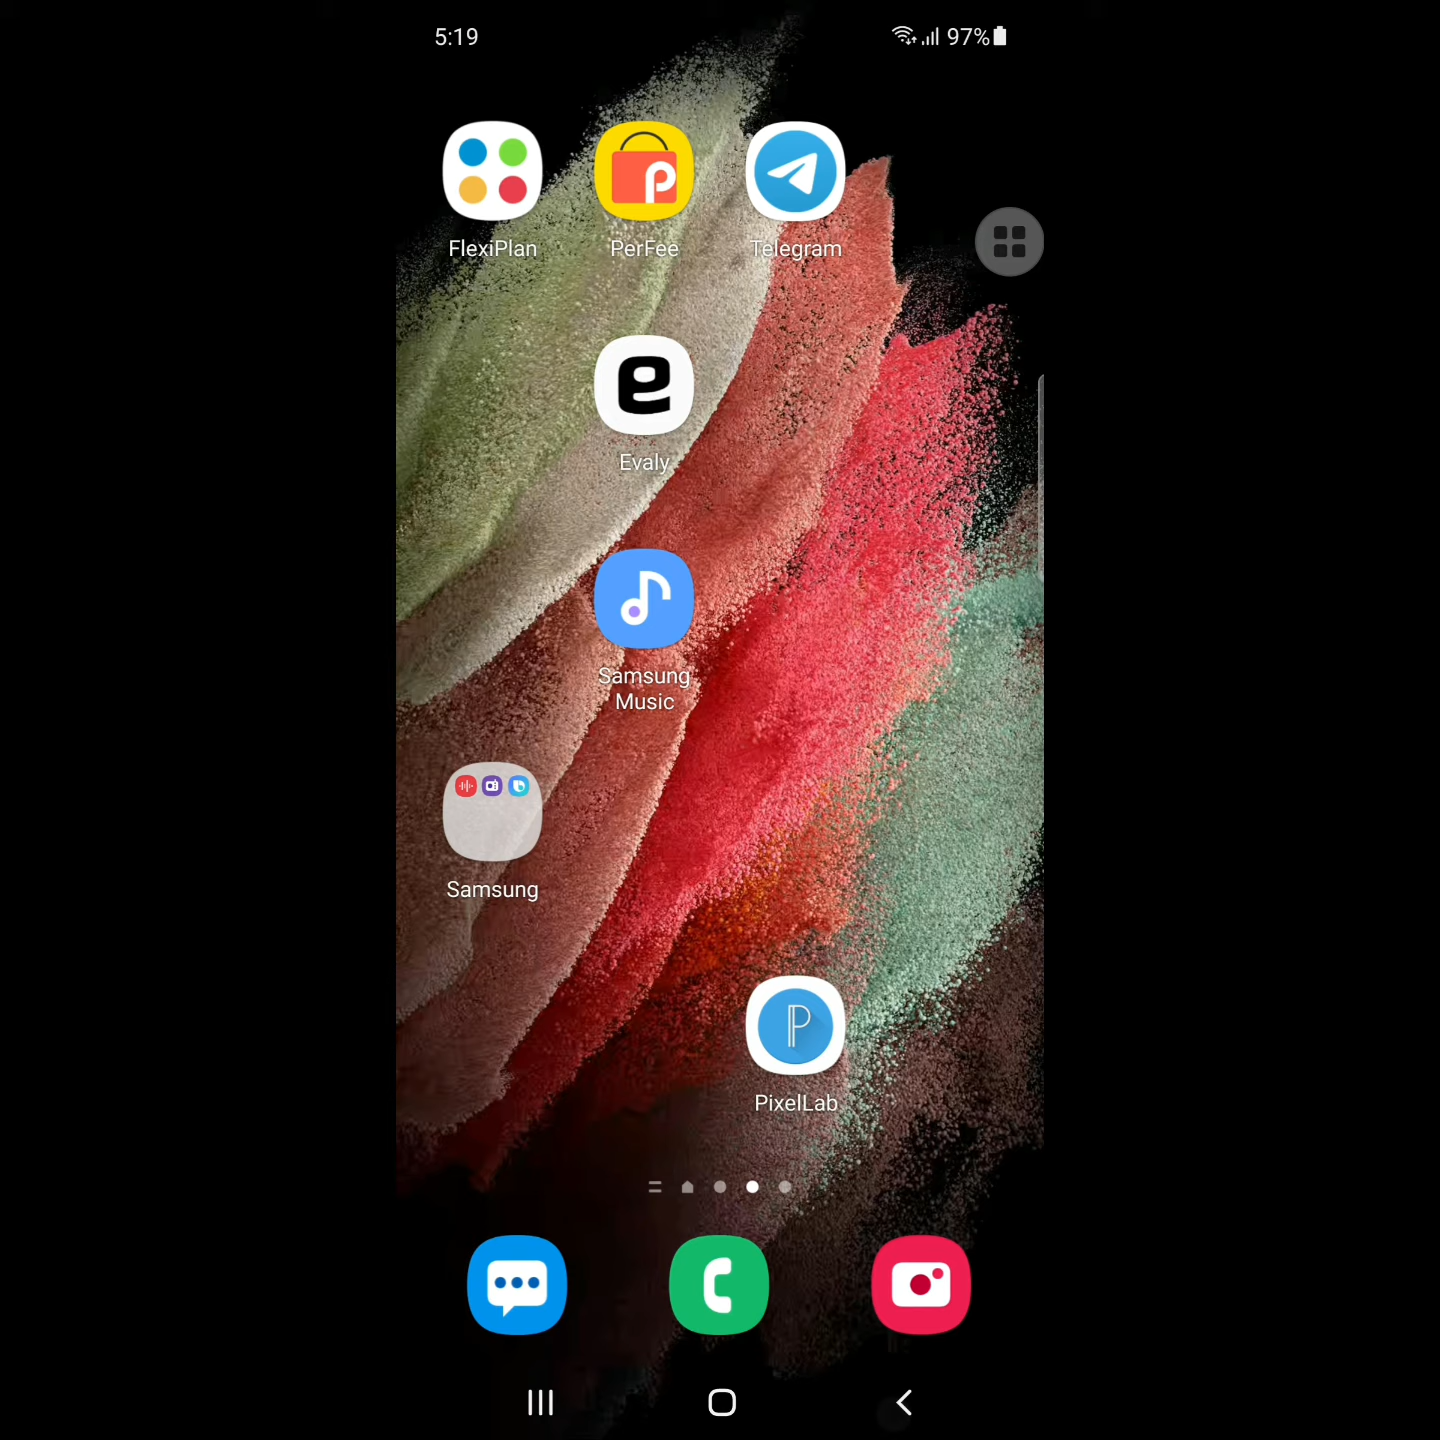 5:19
97%
FlexiPlan
PerFee
Telegram
Evaly
Samsung
Music
Samsung
PixelLab